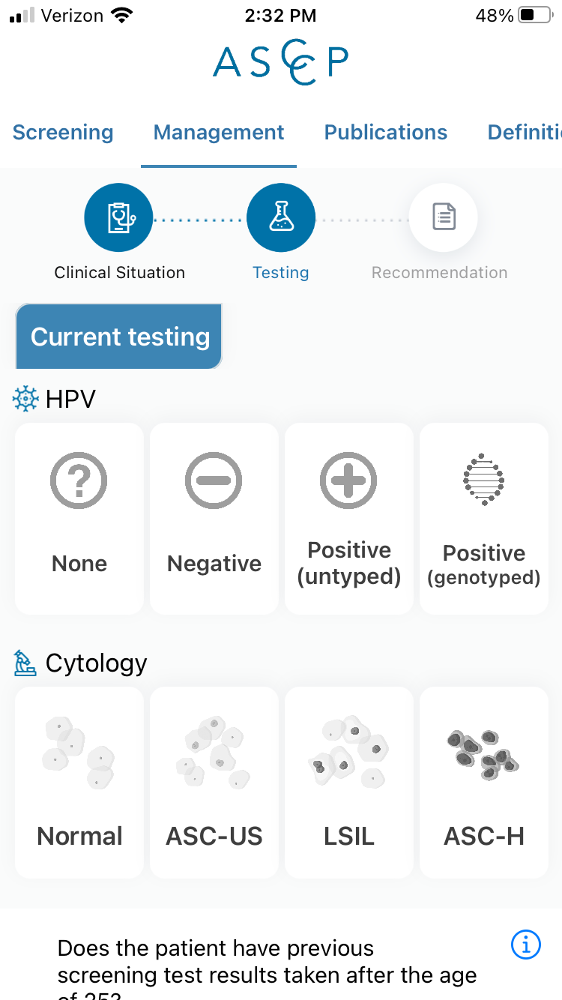 Verizon 2:32 PM 48%
ASCCP
Screening Management Publications Definiti
Clinical Situation Testing Recommendation
Current testing
HPV
None Negative Positive (untyped) Positive (genotyped)
Cytology
Normal ASC-US LSIL ASC-H
Does the patient have previous
screening test results taken after the age
of 25?